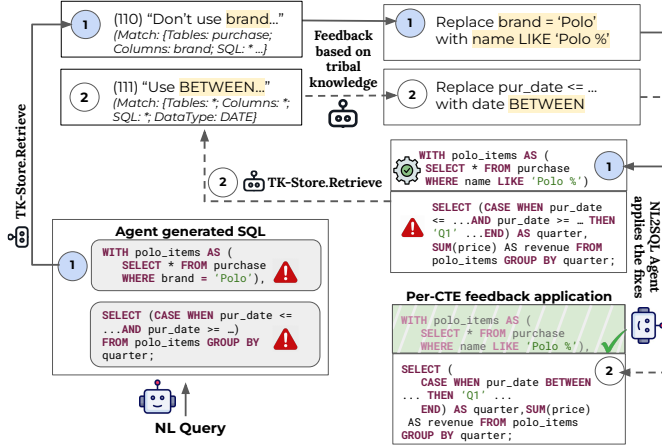 1
(110) “Don’t use brand…”
(Match: {Tables: purchase;
Columns: brand; SQL: * …}
2
(111) “Use BETWEEN…”
(Match: {Tables: *; Columns: *;
SQL: *; DataType: DATE}
Feedback
based on
tribal
knowledge
1
Replace brand = ‘Polo’
with name LIKE ‘Polo %’
2
Replace pur_date <= …
with date BETWEEN
TK-Store.Retrieve
2
TK-Store.Retrieve
Agent generated SQL
1
WITH polo_items AS (
SELECT * FROM purchase
WHERE brand = 'Polo'),
SELECT (CASE WHEN pur_date <=
...AND pur_date >= …)
FROM polo_items GROUP BY
quarter;
NL Query
1
WITH polo_items AS (
SELECT * FROM purchase
WHERE name LIKE 'Polo %')
SELECT (CASE WHEN pur_date
<= ...AND pur_date >= … THEN
'Q1' ...END) AS quarter,
SUM(price) AS revenue FROM
polo_items GROUP BY quarter;
NL2SQL Agent
applies the fixes
Per-CTE feedback application
WITH polo_items AS (
SELECT * FROM purchase
WHERE name LIKE 'Polo %'),
2
SELECT (
CASE WHEN pur_date BETWEEN
... THEN 'Q1' ...
END) AS quarter,SUM(price)
AS revenue FROM polo_items
GROUP BY quarter;